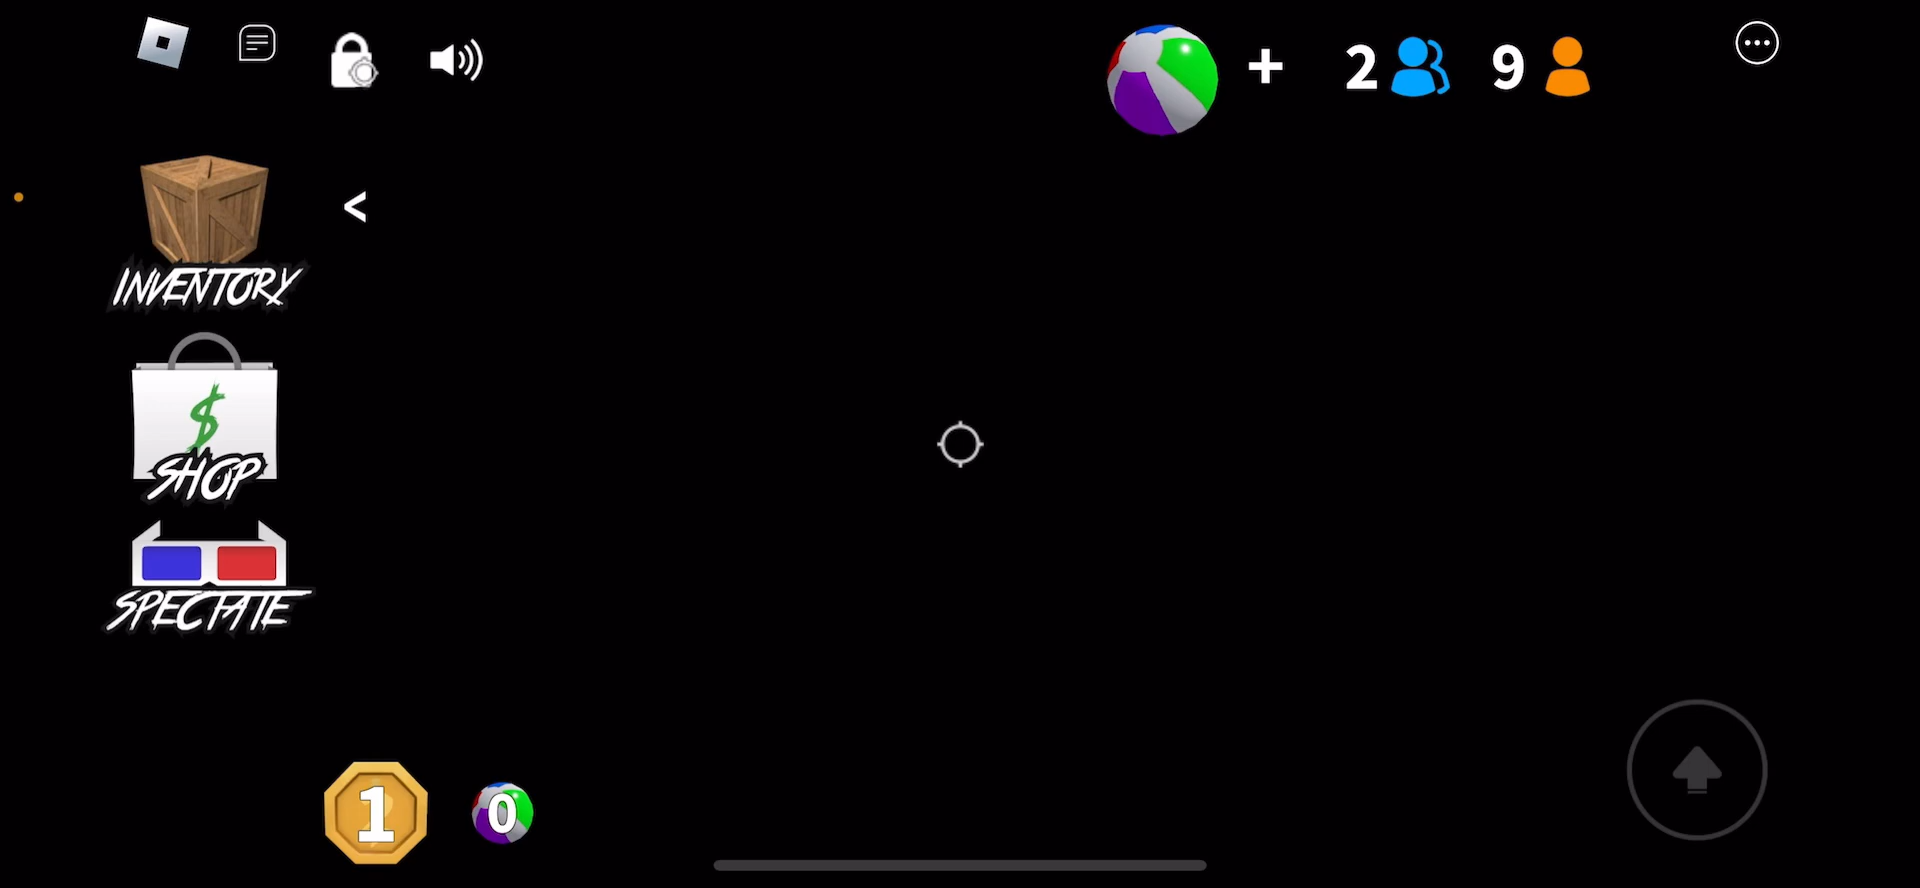 + 2 9
<
INVENTORY
$
SHOP
SPECTATE
1 0